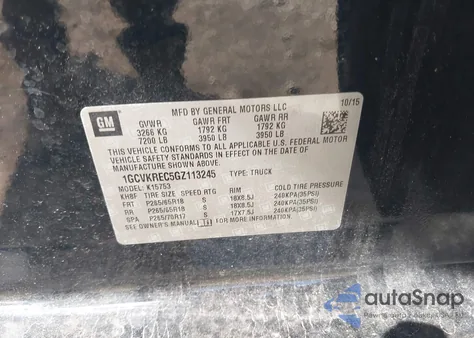 GM
MFD BY GENERAL MOTORS LLC 10/15
GVWR GAWR FRT GAWR RR
3266 KG 1792 KG 1792 KG
7200 LB 3950 LB 3950 LB
THIS VEHICLE CONFORMS TO ALL APPLICABLE U.S. FEDERAL MOTOR
VEHICLE SAFETY STANDARDS IN EFFECT ON THE DATE OF
MANUFACTURE SHOWN ABOVE.
1GCVKREC5GZ113245 TYPE: TRUCK
MODEL: K15753
KHBF TIRE SIZE SPEED RTG RIM COLD TIRE PRESSURE
FRT P265/65R18 S 18X8.5J 240KPA(35PSI)
RR P265/65R18 S 18X8.5J 240KPA(35PSI)
SPA P265/70R17 S 17X7.5J 240KPA(35PSI)
SEE OWNER'S MANUAL FOR MORE INFORMATION.
autoSnap